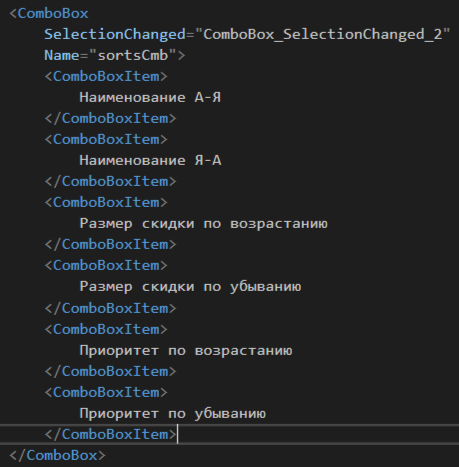 <ComboBox
    SelectionChanged="ComboBox_SelectionChanged_2"
    Name="sortsCmb">
    <ComboBoxItem>
        Наименование А-Я
    </ComboBoxItem>
    <ComboBoxItem>
        Наименование Я-А
    </ComboBoxItem>
    <ComboBoxItem>
        Размер скидки по возрастанию
    </ComboBoxItem>
    <ComboBoxItem>
        Размер скидки по убыванию
    </ComboBoxItem>
    <ComboBoxItem>
        Приоритет по возрастанию
    </ComboBoxItem>
    <ComboBoxItem>
        Приоритет по убыванию
    </ComboBoxItem>
</ComboBox>